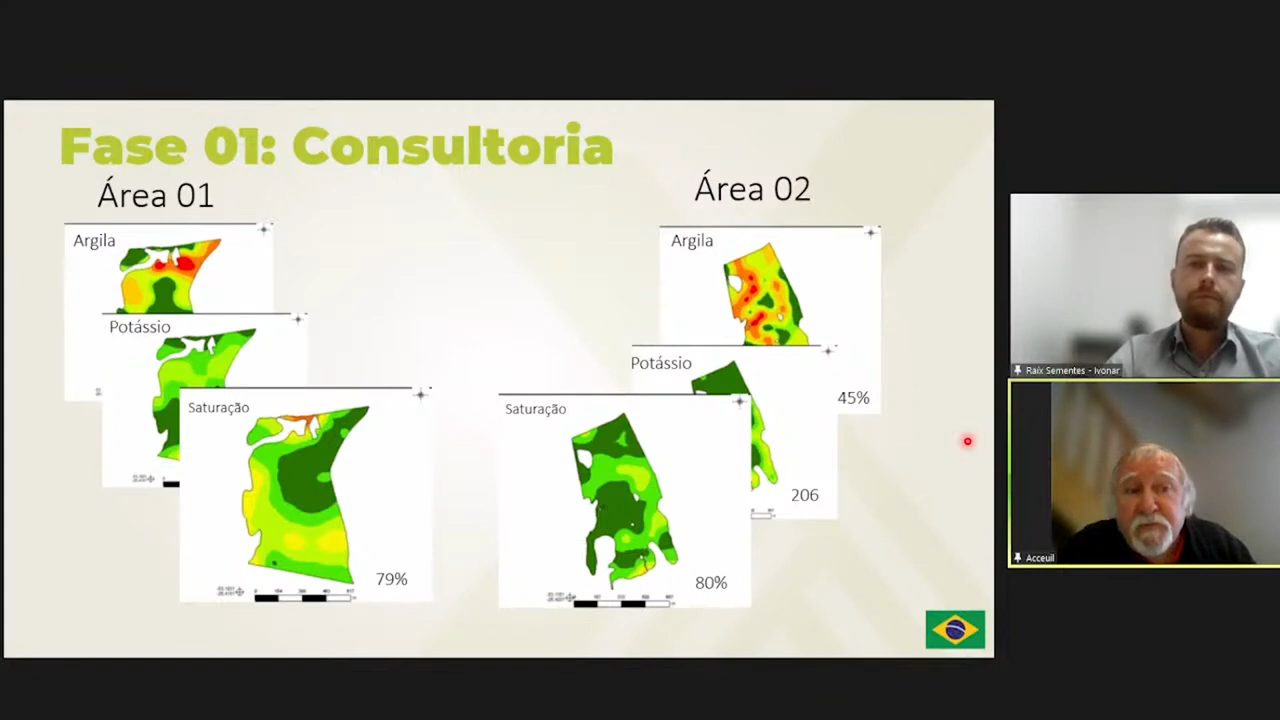 Fase 01: Consultoria
Área 01
Argila
Potássio
Saturação
79%
Área 02
Argila
45%
Potássio
206
Saturação
80%
Raíx Sementes - Ivonar
Acceuil